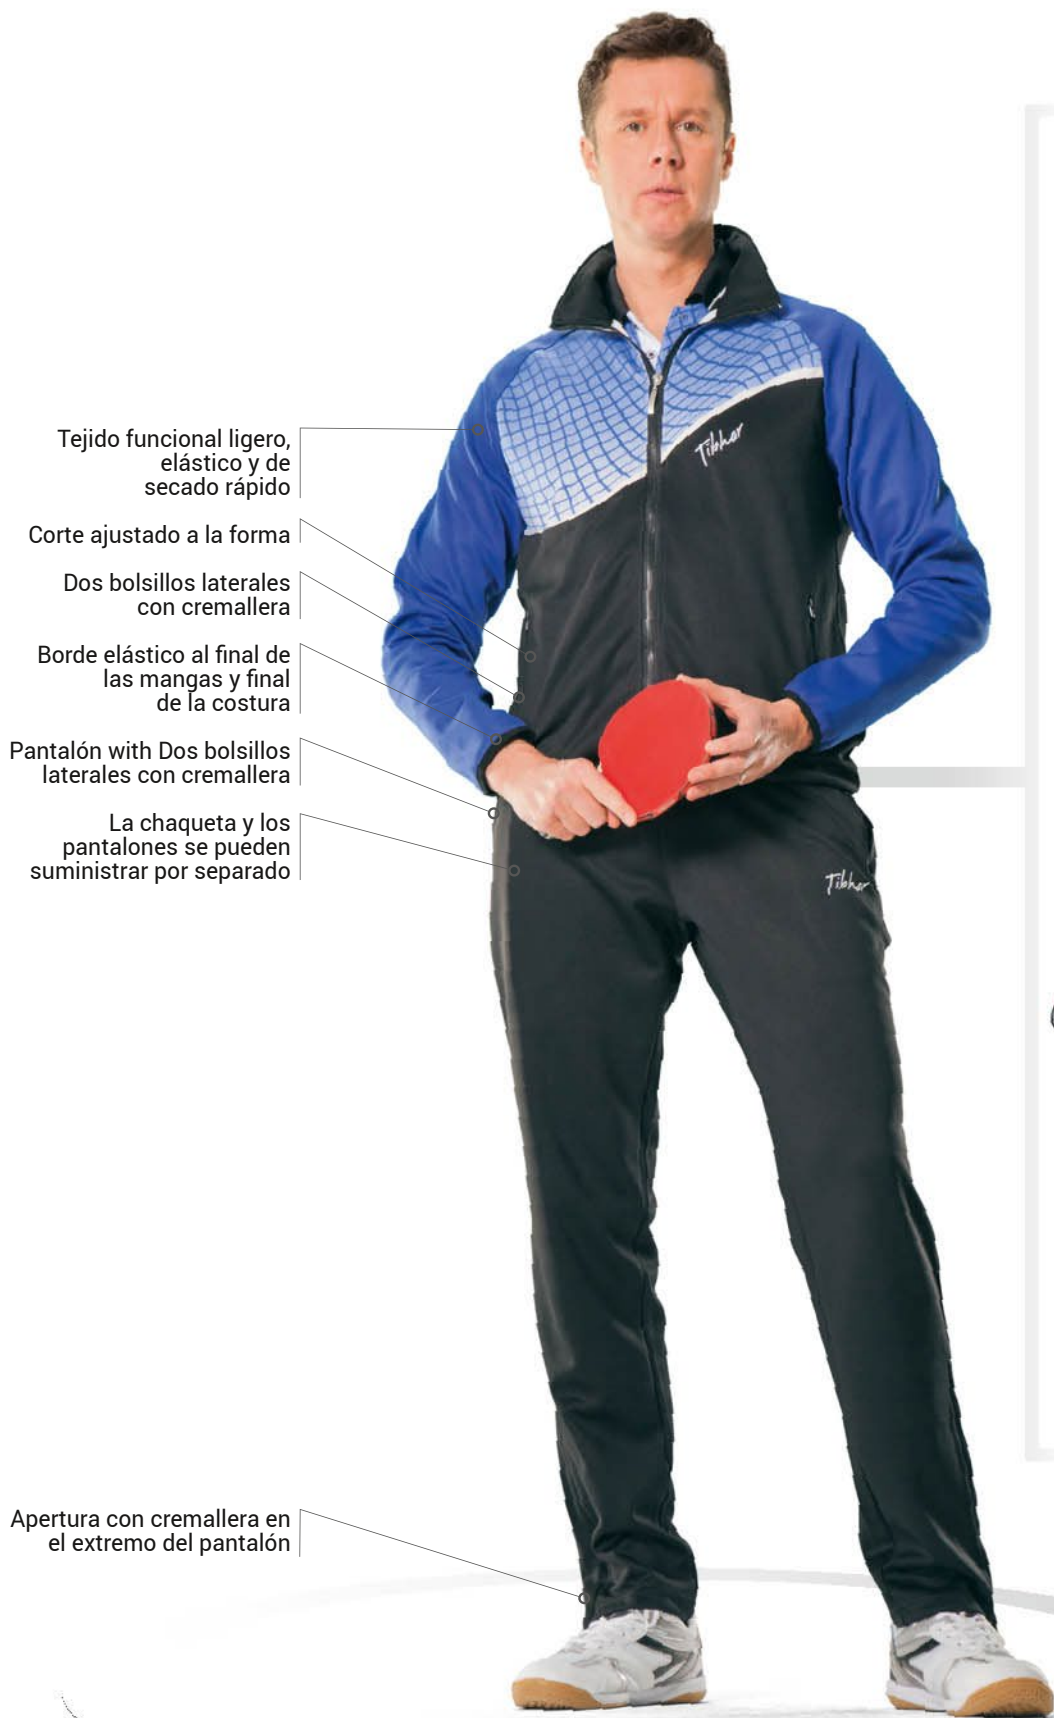 Tibhar
Tejido funcional ligero,
elástico y de
secado rápido
Corte ajustado a la forma
Dos bolsillos laterales
con cremallera
Borde elástico al final de
las mangas y final
de la costura
Pantalón with Dos bolsillos
laterales con cremallera
La chaqueta y los
pantalones se pueden
suministrar por separado
Tibhar
Apertura con cremallera en
el extremo del pantalón